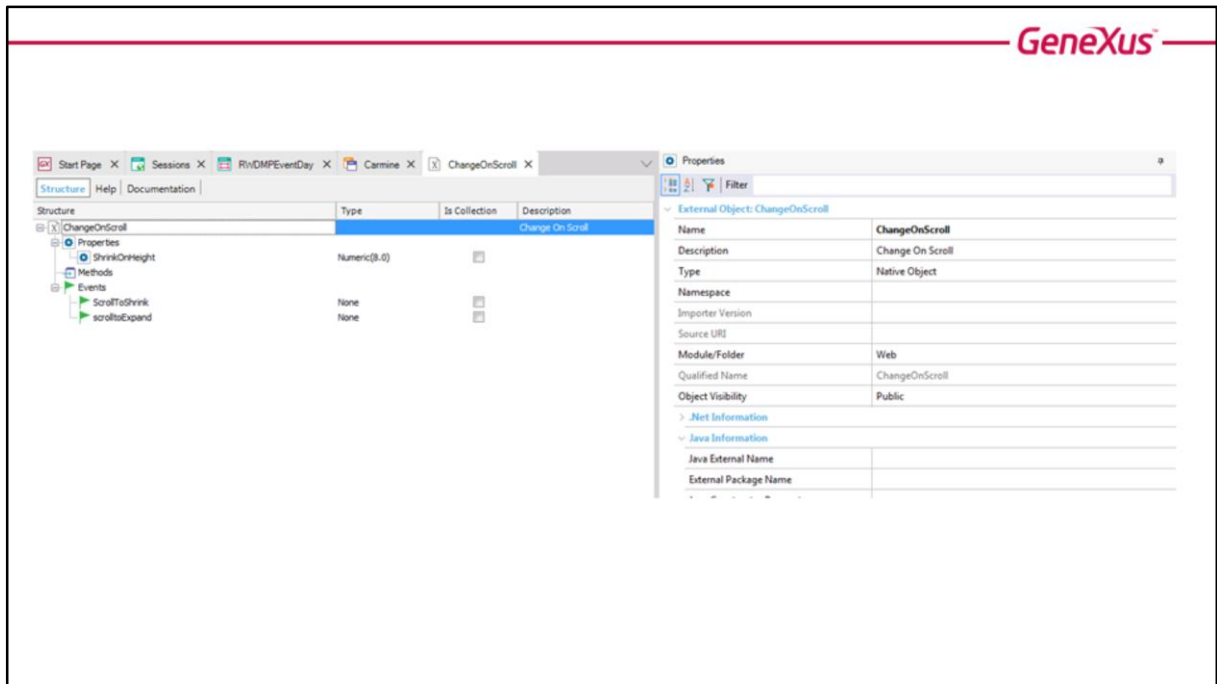 GeneXus™
Start Page X Sessions X RWDMPEventDay X Carmine X ChangeOnScroll X
Structure Help Documentation
Structure Type Is Collection Description
ChangeOnScroll Change On Scroll
Properties
ShrinkOnHeight Numeric(8.0)
Methods
Events
ScrollToShrink None
scrolltoExpand None
Properties
Filter
External Object: ChangeOnScroll
Name ChangeOnScroll
Description Change On Scroll
Type Native Object
Namespace
Importer Version
Source URI
Module/Folder Web
Qualified Name ChangeOnScroll
Object Visibility Public
.Net Information
Java Information
Java External Name
External Package Name